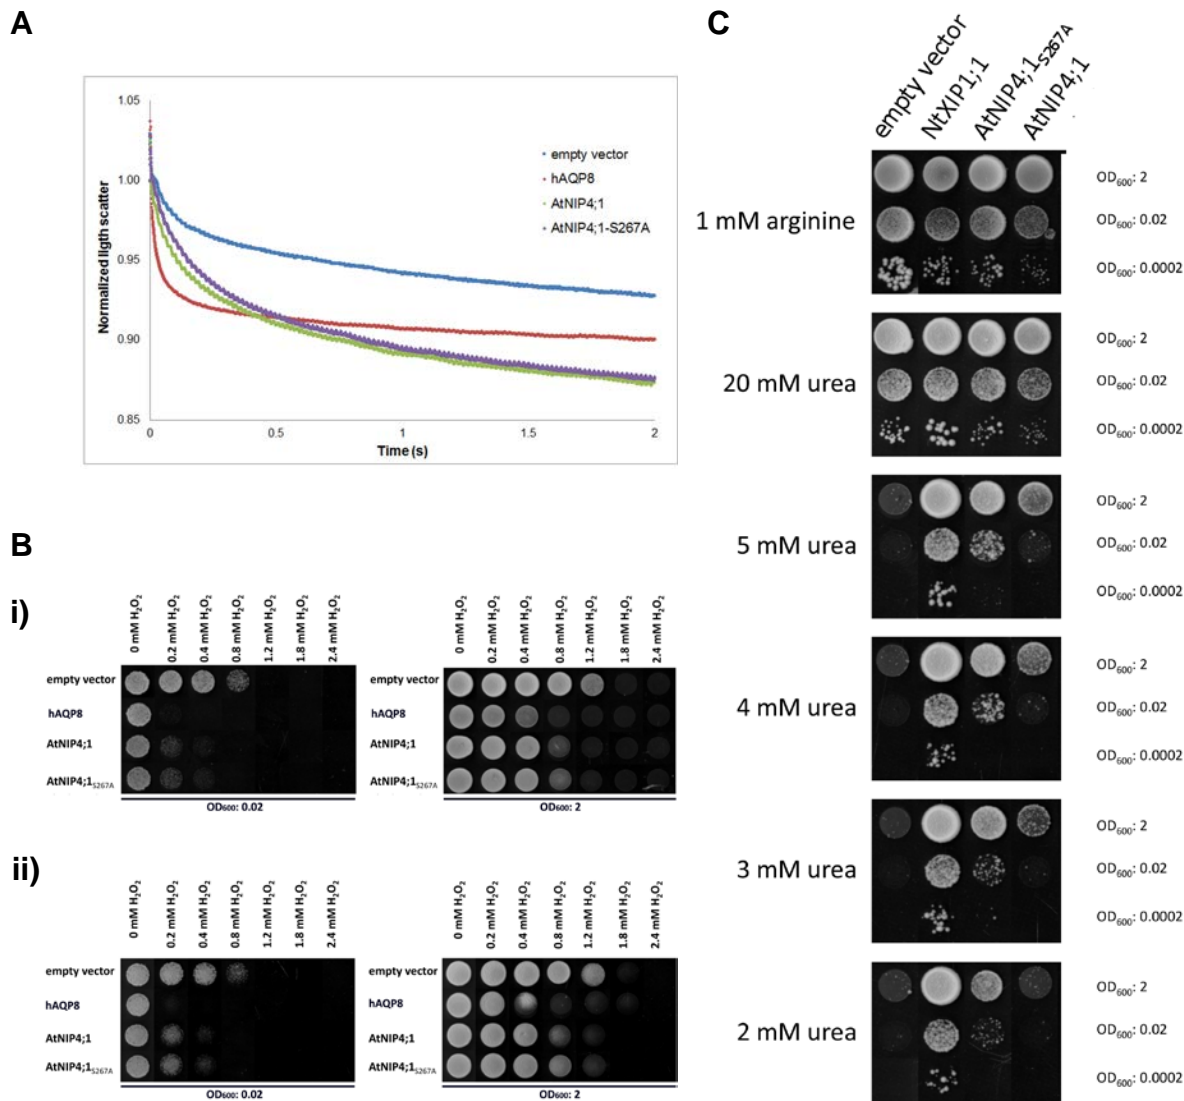 A
1.05
1.00
0.95
0.90
0.85
Normalized ligth scatter
0
0.5
1
1.5
2
Time (s)
empty vector
hAQP8
AtNIP4;1
AtNIP4;1-S267A
B
i)
0 mM H₂O₂
0.2 mM H₂O₂
0.4 mM H₂O₂
0.8 mM H₂O₂
1.2 mM H₂O₂
1.8 mM H₂O₂
2.4 mM H₂O₂
empty vector
hAQP8
AtNIP4;1
AtNIP4;1S267A
OD₆₀₀: 0.02
0 mM H₂O₂
0.2 mM H₂O₂
0.4 mM H₂O₂
0.8 mM H₂O₂
1.2 mM H₂O₂
1.8 mM H₂O₂
2.4 mM H₂O₂
empty vector
hAQP8
AtNIP4;1
AtNIP4;1S267A
OD₆₀₀: 2
ii)
0 mM H₂O₂
0.2 mM H₂O₂
0.4 mM H₂O₂
0.8 mM H₂O₂
1.2 mM H₂O₂
1.8 mM H₂O₂
2.4 mM H₂O₂
empty vector
hAQP8
AtNIP4;1
AtNIP4;1S267A
OD₆₀₀: 0.02
0 mM H₂O₂
0.2 mM H₂O₂
0.4 mM H₂O₂
0.8 mM H₂O₂
1.2 mM H₂O₂
1.8 mM H₂O₂
2.4 mM H₂O₂
empty vector
hAQP8
AtNIP4;1
AtNIP4;1S267A
OD₆₀₀: 2
C
empty vector
NtXIP1;1
AtNIP4;1S267A
AtNIP4;1
1 mM arginine
OD₆₀₀: 2
OD₆₀₀: 0.02
OD₆₀₀: 0.0002
20 mM urea
OD₆₀₀: 2
OD₆₀₀: 0.02
OD₆₀₀: 0.0002
5 mM urea
OD₆₀₀: 2
OD₆₀₀: 0.02
OD₆₀₀: 0.0002
4 mM urea
OD₆₀₀: 2
OD₆₀₀: 0.02
OD₆₀₀: 0.0002
3 mM urea
OD₆₀₀: 2
OD₆₀₀: 0.02
OD₆₀₀: 0.0002
2 mM urea
OD₆₀₀: 2
OD₆₀₀: 0.02
OD₆₀₀: 0.0002